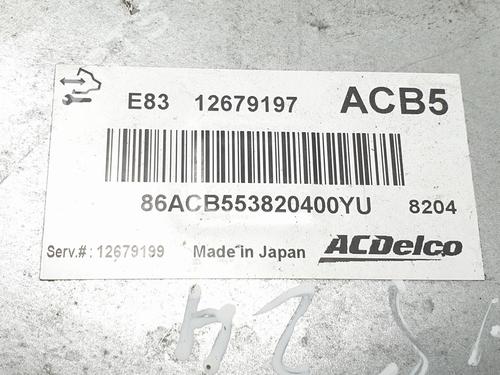 E83 12679197 ACB5
86ACB553820400YU 8204
Serv.#: 12679199 Made in Japan ACDelco